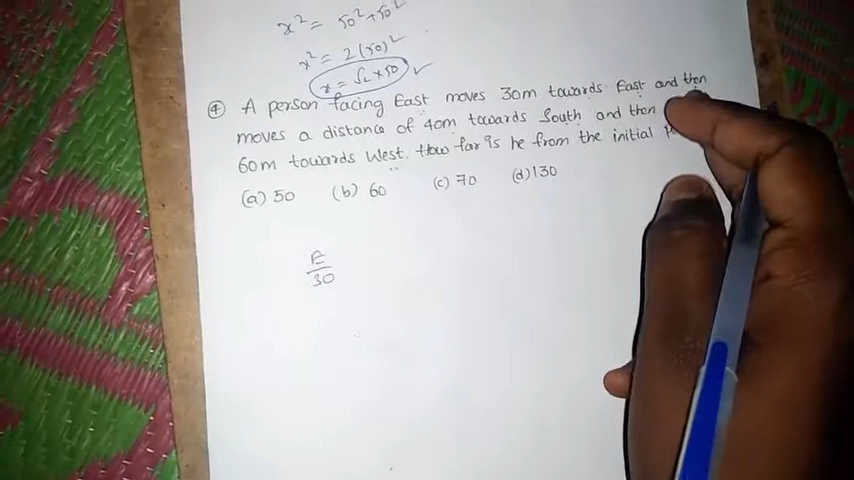 x² = 50² + 50²
x² = 2(50)²
x = √2 × 50 ✓
④ A person facing East moves 30m towards East and then
moves a distance of 40m towards South and then
60m towards West. How far is he from the initial
(a) 50 (b) 60 (c) 70 (d) 130
E
30